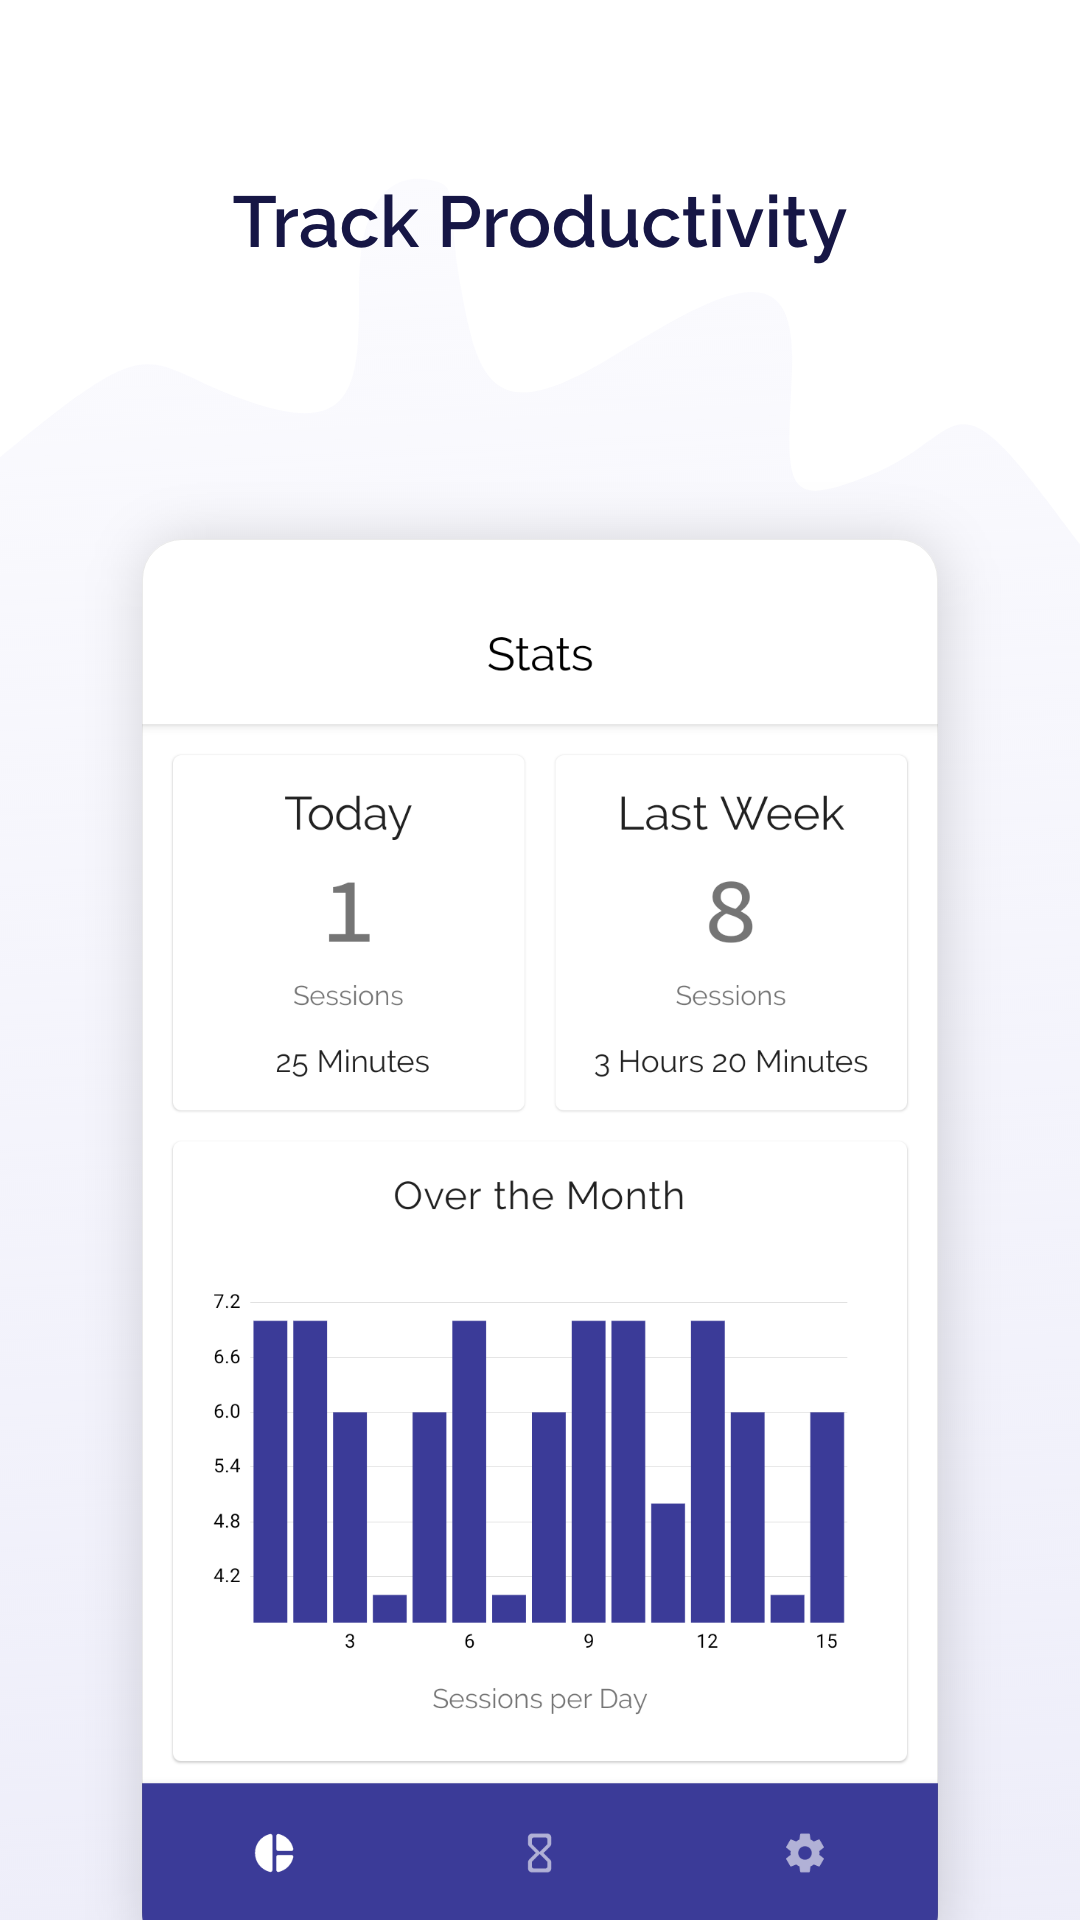 Track Productivity
Stats
Today
1
Sessions
25 Minutes
Last Week
8
Sessions
3 Hours 20 Minutes
Over the Month
7.2
6.6
6.0
5.4
4.8
4.2
3 6 9 12 15
Sessions per Day